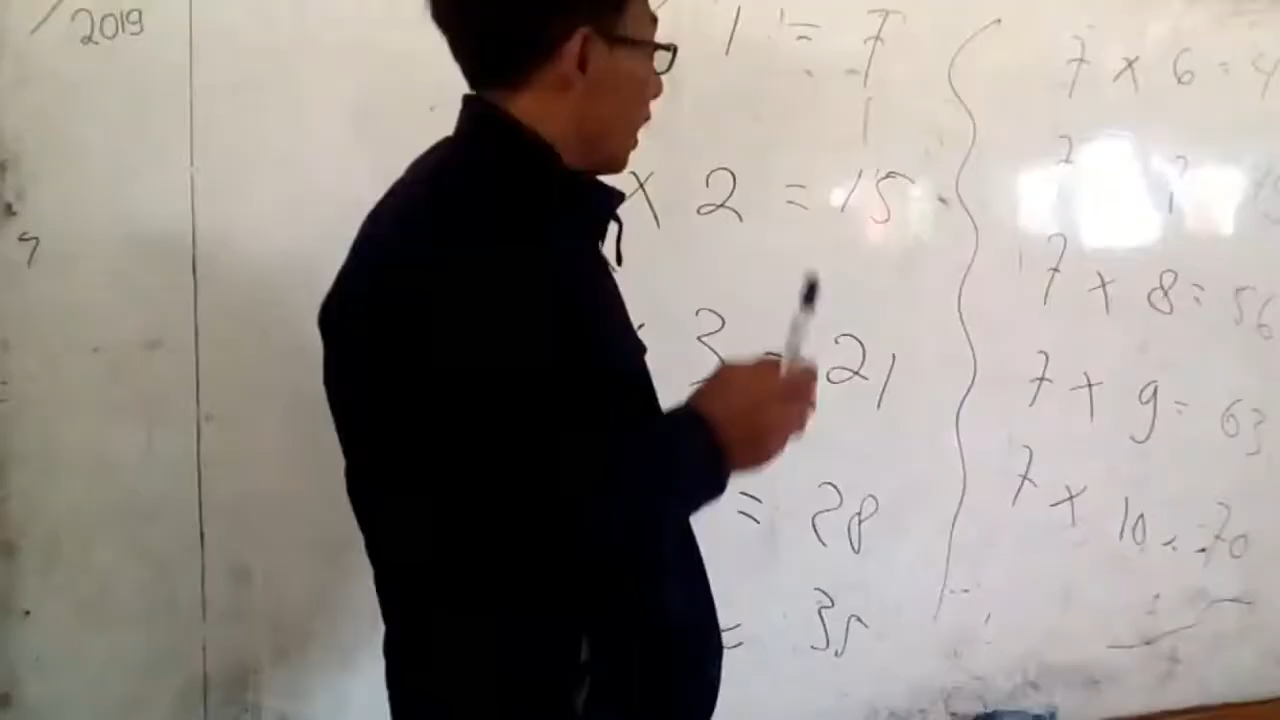 /2019
1 = 7
x 2 = 15
3 = 21
= 28
= 35
7 x 6 = 4
7 x 8 = 56
7 x 9 = 63
7 x 10 = 70